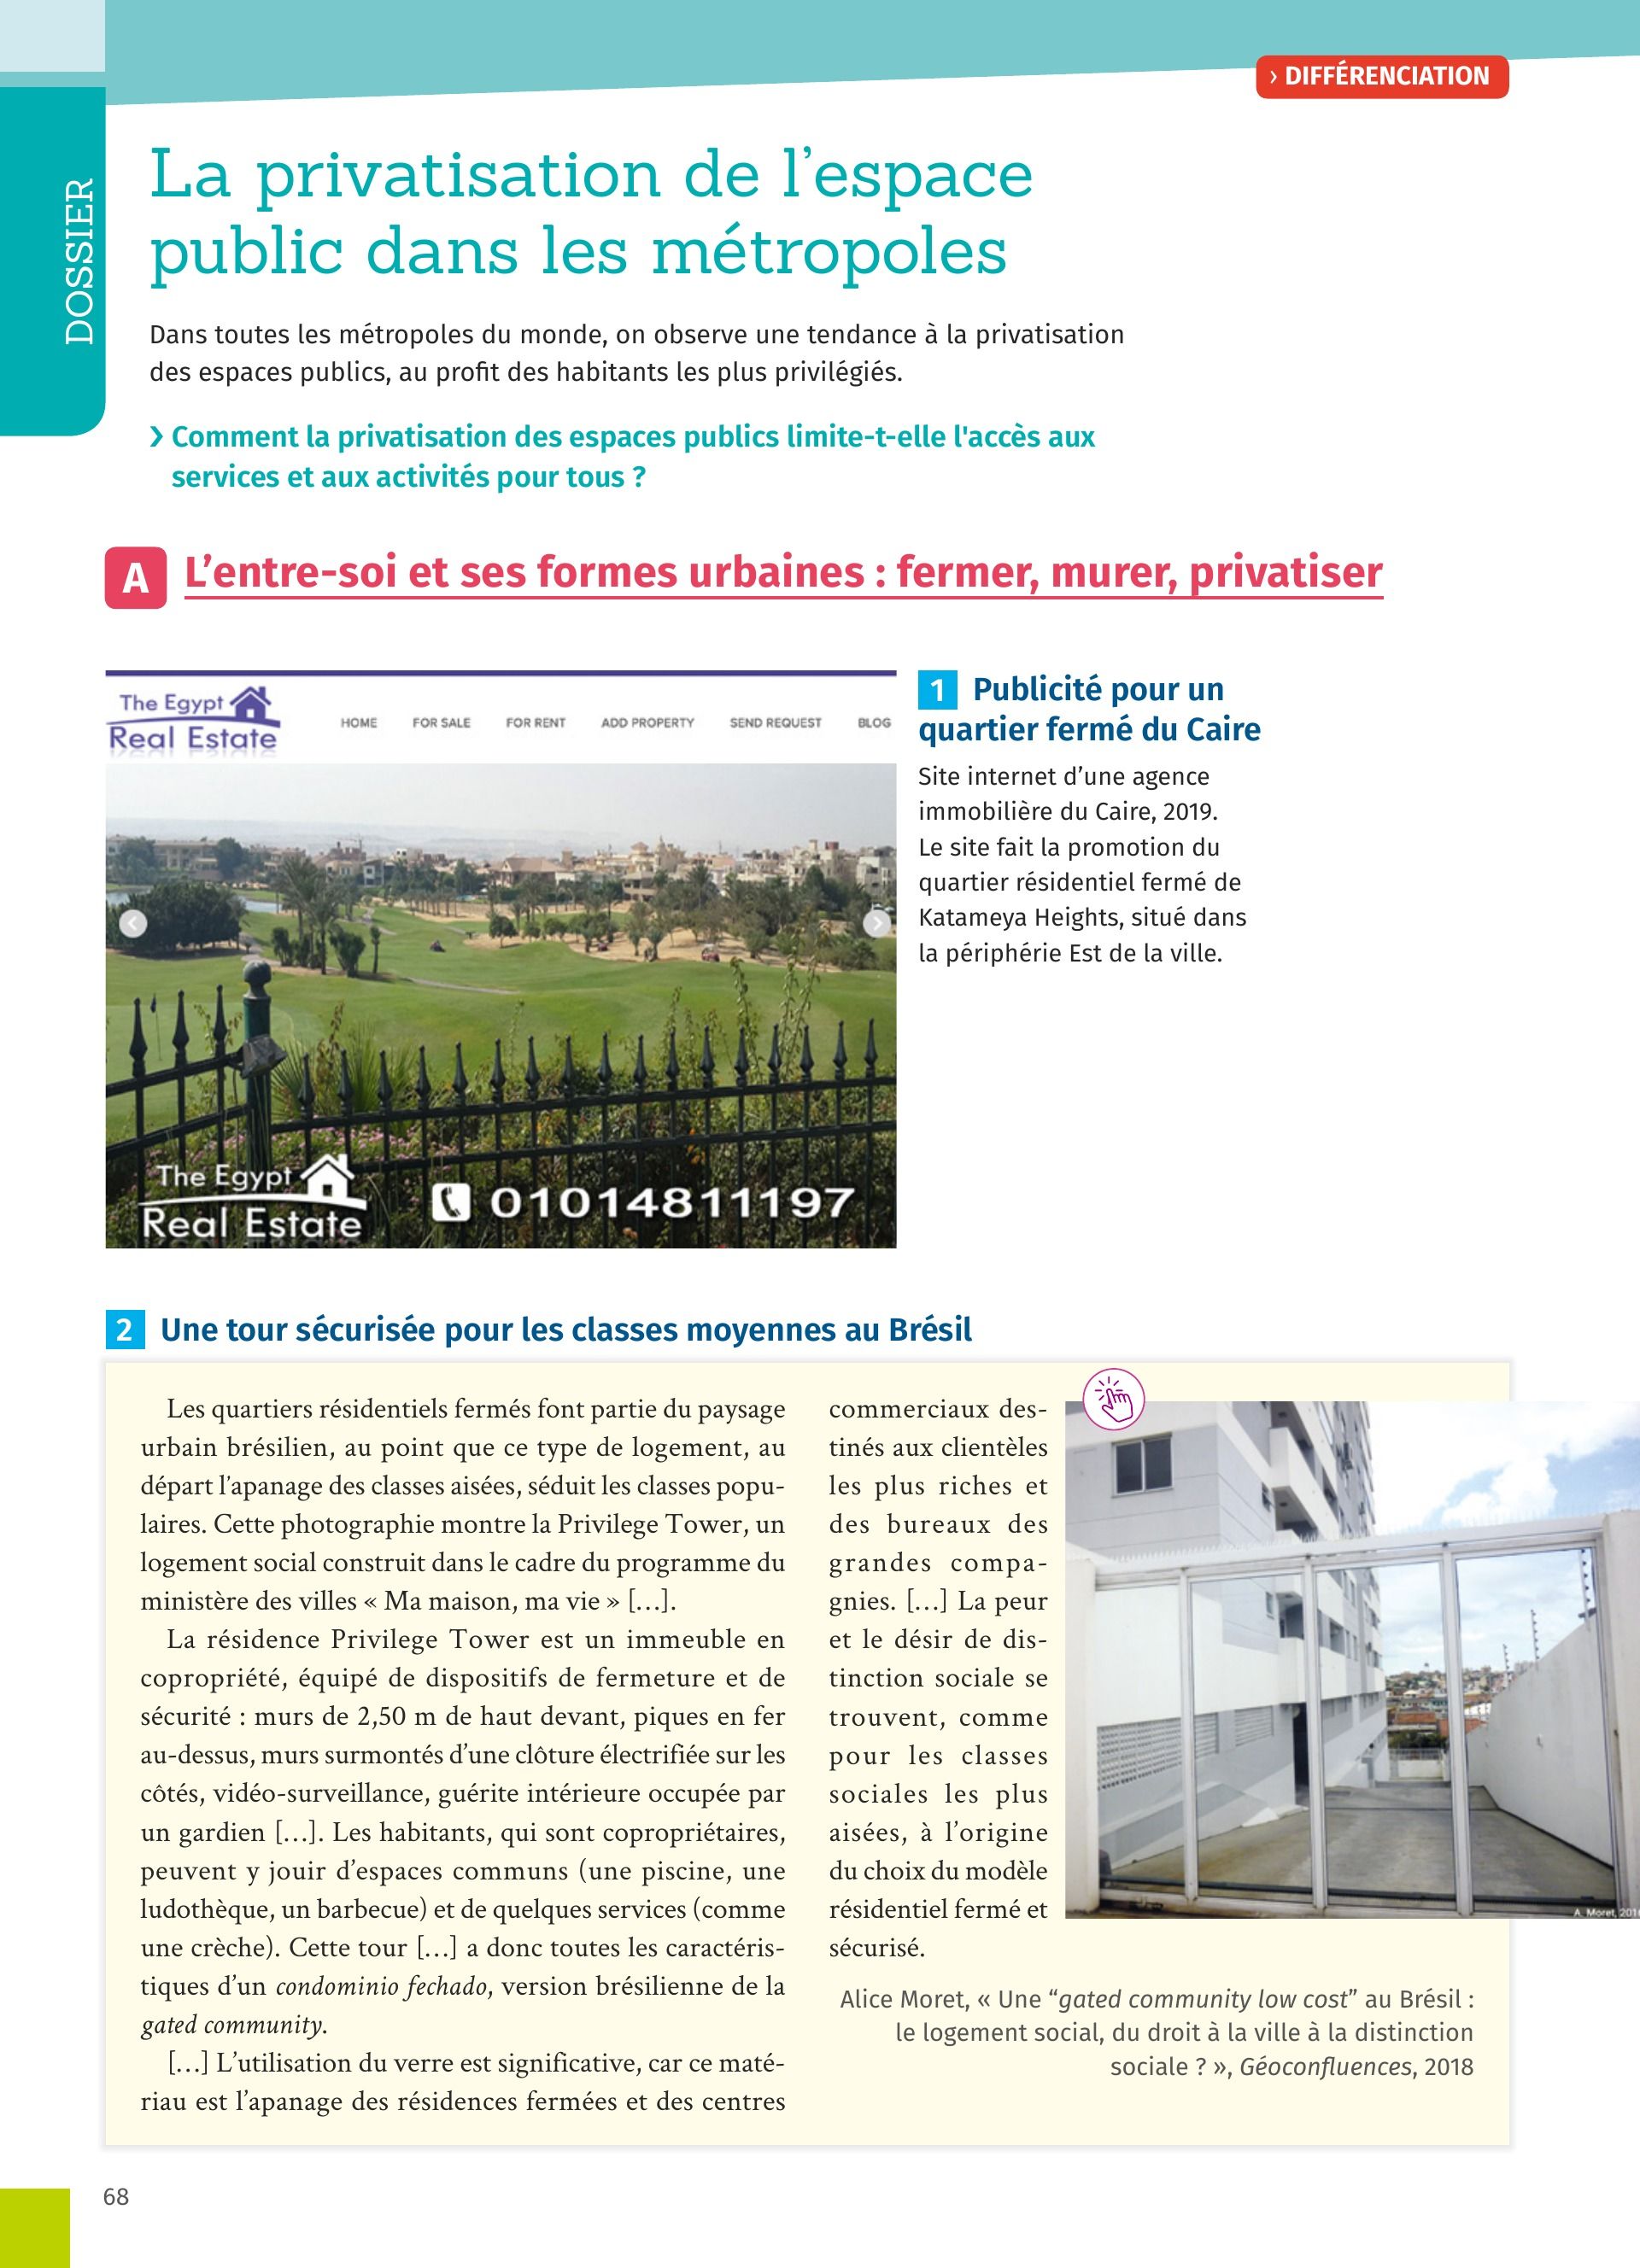 › DIFFÉRENCIATION
DOSSIER
La privatisation de l’espace
public dans les métropoles
Dans toutes les métropoles du monde, on observe une tendance à la privatisation
des espaces publics, au profit des habitants les plus privilégiés.
› Comment la privatisation des espaces publics limite-t-elle l'accès aux
services et aux activités pour tous ?
A L’entre-soi et ses formes urbaines : fermer, murer, privatiser
The Egypt
Real Estate
HOME FOR SALE FOR RENT ADD PROPERTY SEND REQUEST BLOG
The Egypt
Real Estate
01014811197
1 Publicité pour un
quartier fermé du Caire
Site internet d’une agence
immobilière du Caire, 2019.
Le site fait la promotion du
quartier résidentiel fermé de
Katameya Heights, situé dans
la périphérie Est de la ville.
2 Une tour sécurisée pour les classes moyennes au Brésil
Les quartiers résidentiels fermés font partie du paysage
urbain brésilien, au point que ce type de logement, au
départ l’apanage des classes aisées, séduit les classes popu-
laires. Cette photographie montre la Privilege Tower, un
logement social construit dans le cadre du programme du
ministère des villes « Ma maison, ma vie » […].
La résidence Privilege Tower est un immeuble en
copropriété, équipé de dispositifs de fermeture et de
sécurité : murs de 2,50 m de haut devant, piques en fer
au-dessus, murs surmontés d’une clôture électrifiée sur les
côtés, vidéo-surveillance, guérite intérieure occupée par
un gardien […]. Les habitants, qui sont copropriétaires,
peuvent y jouir d’espaces communs (une piscine, une
ludothèque, un barbecue) et de quelques services (comme
une crèche). Cette tour […] a donc toutes les caractéris-
tiques d’un condominio fechado, version brésilienne de la
gated community.
[…] L’utilisation du verre est significative, car ce maté-
riau est l’apanage des résidences fermées et des centres
commerciaux des-
tinés aux clientèles
les plus riches et
des bureaux des
grandes compa-
gnies. […] La peur
et le désir de dis-
tinction sociale se
trouvent, comme
pour les classes
sociales les plus
aisées, à l’origine
du choix du modèle
résidentiel fermé et
sécurisé.
A. Moret, 201
Alice Moret, « Une “gated community low cost” au Brésil :
le logement social, du droit à la ville à la distinction
sociale ? », Géoconfluences, 2018
68